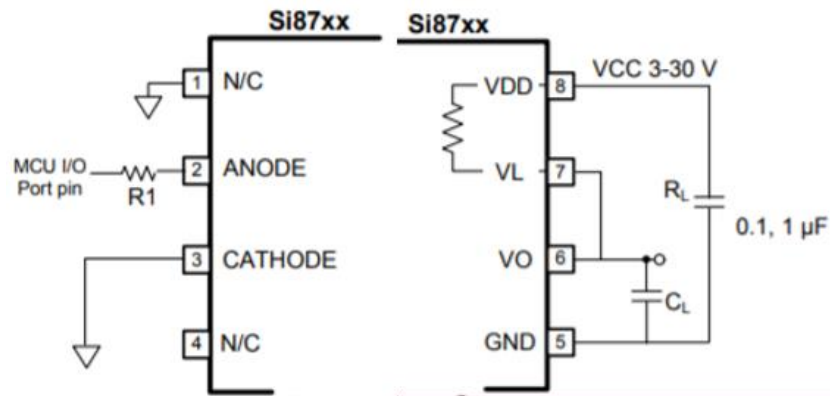 Si87xx
Si87xx
1 N/C
VDD 8 VCC 3-30 V
MCU I/O
Port pin
R1
2 ANODE
VL 7
RL
0.1, 1 µF
3 CATHODE
VO 6
CL
4 N/C
GND 5